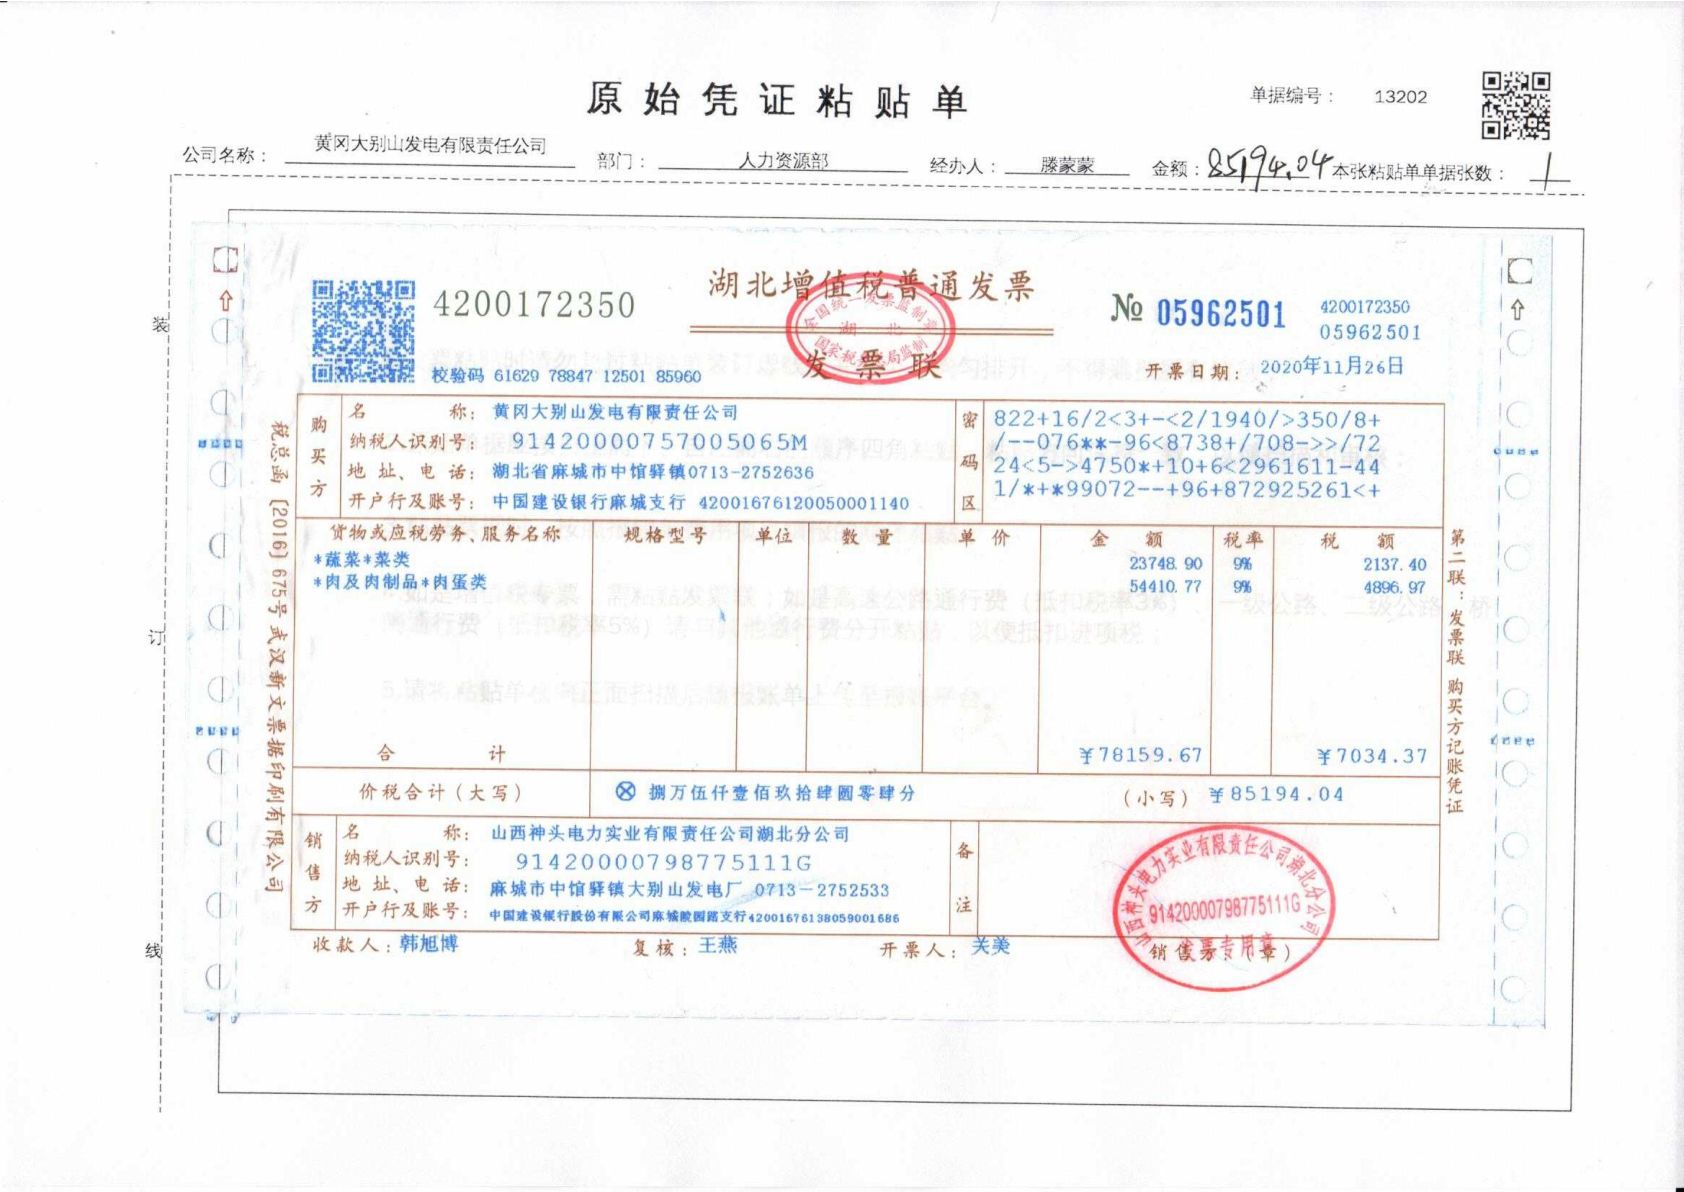 原始凭证粘贴单
单据编号： 13202
公司名称： 黄冈大别山发电有限责任公司 部门： 人力资源部 经办人： 滕蒙蒙 金额： 85194.04 本张粘贴单单据张数： 1
装
订
线
湖北增值税普通发票
发票联
全国统一发票监制章
湖北
国家税务总局监制
4200172350
№ 05962501
4200172350
05962501
校验码 61629 78847 12501 85960
开票日期： 2020年11月26日
税总函〔2016〕675号武汉新文票据印刷有限公司
购买方
名 称：黄冈大别山发电有限责任公司
纳税人识别号：91420000757005065M
地 址、电 话：湖北省麻城市中馆驿镇0713-2752636
开户行及账号：中国建设银行麻城支行 42001676120050001140
密码区
822+16/2<3+-<2/1940/>350/8+
/--076**-96<8738+/708->>/72
24<5->4750*+10+6<2961611-44
1/*+*99072--+96+872925261<+
货物或应税劳务、服务名称 规格型号 单位 数 量 单 价 金 额 税率 税 额
*蔬菜*菜类 23748.90 9% 2137.40
*肉及肉制品*肉蛋类 54410.77 9% 4896.97
合 计 ¥78159.67 ¥7034.37
价税合计（大写） ⊗ 捌万伍仟壹佰玖拾肆圆零肆分 （小写）¥85194.04
销售方
名 称：山西神头电力实业有限责任公司湖北分公司
纳税人识别号：91420000798775111G
地 址、电 话：麻城市中馆驿镇大别山发电厂 0713-2752533
开户行及账号：中国建设银行股份有限公司麻城陵园路支行42001676138059001686
备注
山西神头电力实业有限责任公司湖北分公司
91420000798775111G
发票专用章
收款人：韩旭博 复核：王燕 开票人：关美 销售方：（章）
第二联：发票联 购买方记账凭证